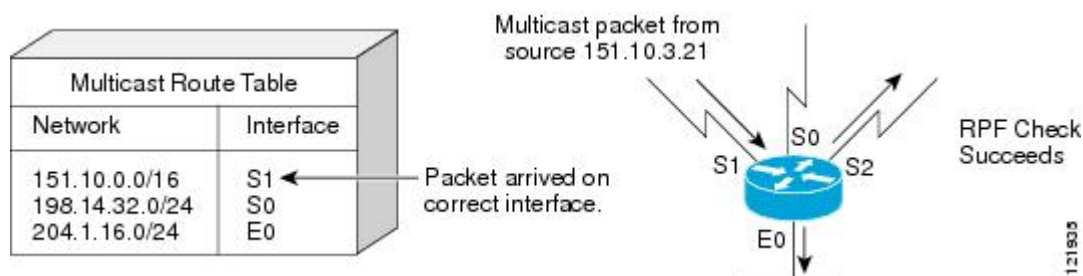 Multicast Route Table
Network Interface
151.10.0.0/16 S1
198.14.32.0/24 S0
204.1.16.0/24 E0
Packet arrived on
correct interface.
Multicast packet from
source 151.10.3.21
S0
S1
S2
E0
RPF Check
Succeeds
121935